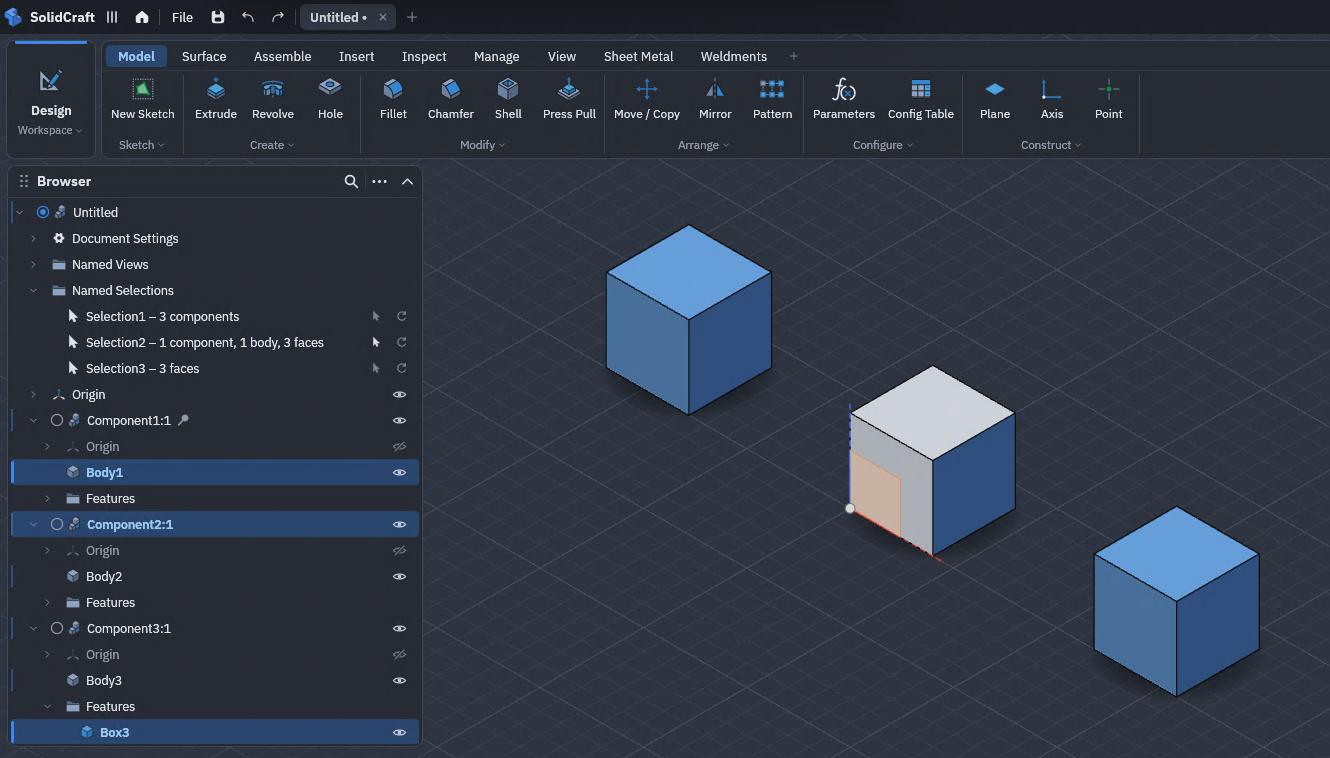 SolidCraft File Untitled •
Model Surface Assemble Insert Inspect Manage View Sheet Metal Weldments
Design
Workspace
New Sketch Extrude Revolve Hole Fillet Chamfer Shell Press Pull Move / Copy Mirror Pattern Parameters Config Table Plane Axis Point
Sketch Create Modify Arrange Configure Construct
Browser
Untitled
Document Settings
Named Views
Named Selections
Selection1 – 3 components
Selection2 – 1 component, 1 body, 3 faces
Selection3 – 3 faces
Origin
Component1:1
Origin
Body1
Features
Component2:1
Origin
Body2
Features
Component3:1
Origin
Body3
Features
Box3